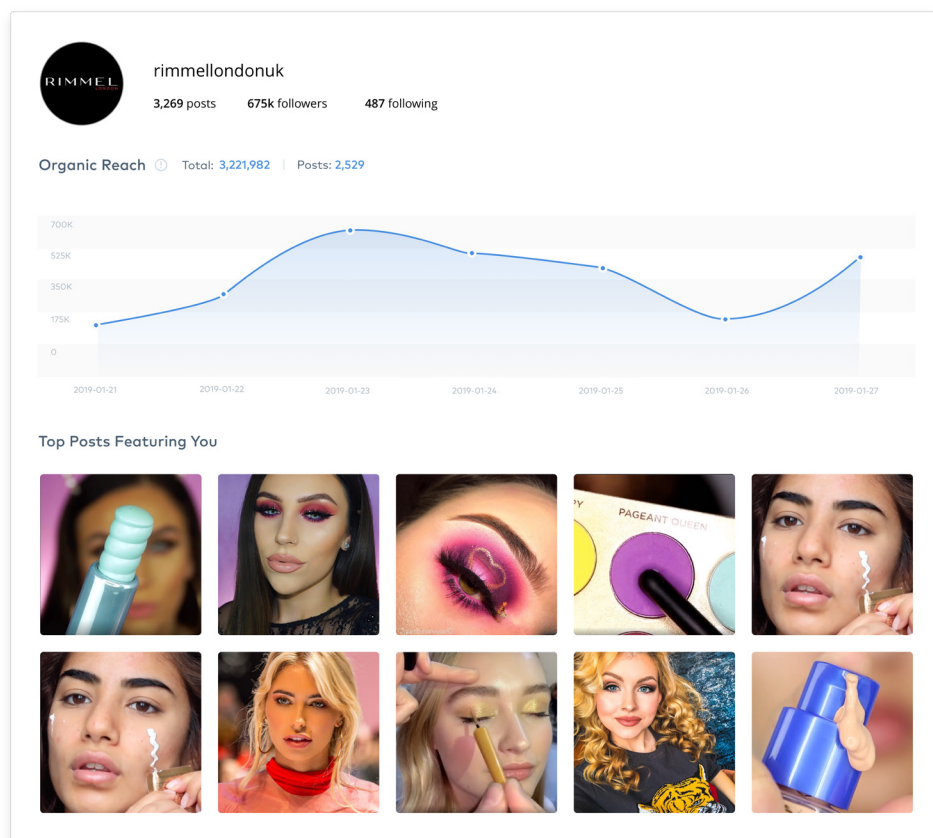 RIMMEL
LONDON
rimmellondonuk
3,269 posts 675k followers 487 following
Organic Reach Total: 3,221,982 | Posts: 2,529
700K
525K
350K
175K
0
2019-01-21 2019-01-22 2019-01-23 2019-01-24 2019-01-25 2019-01-26 2019-01-27
Top Posts Featuring You
PAGEANT QUEEN